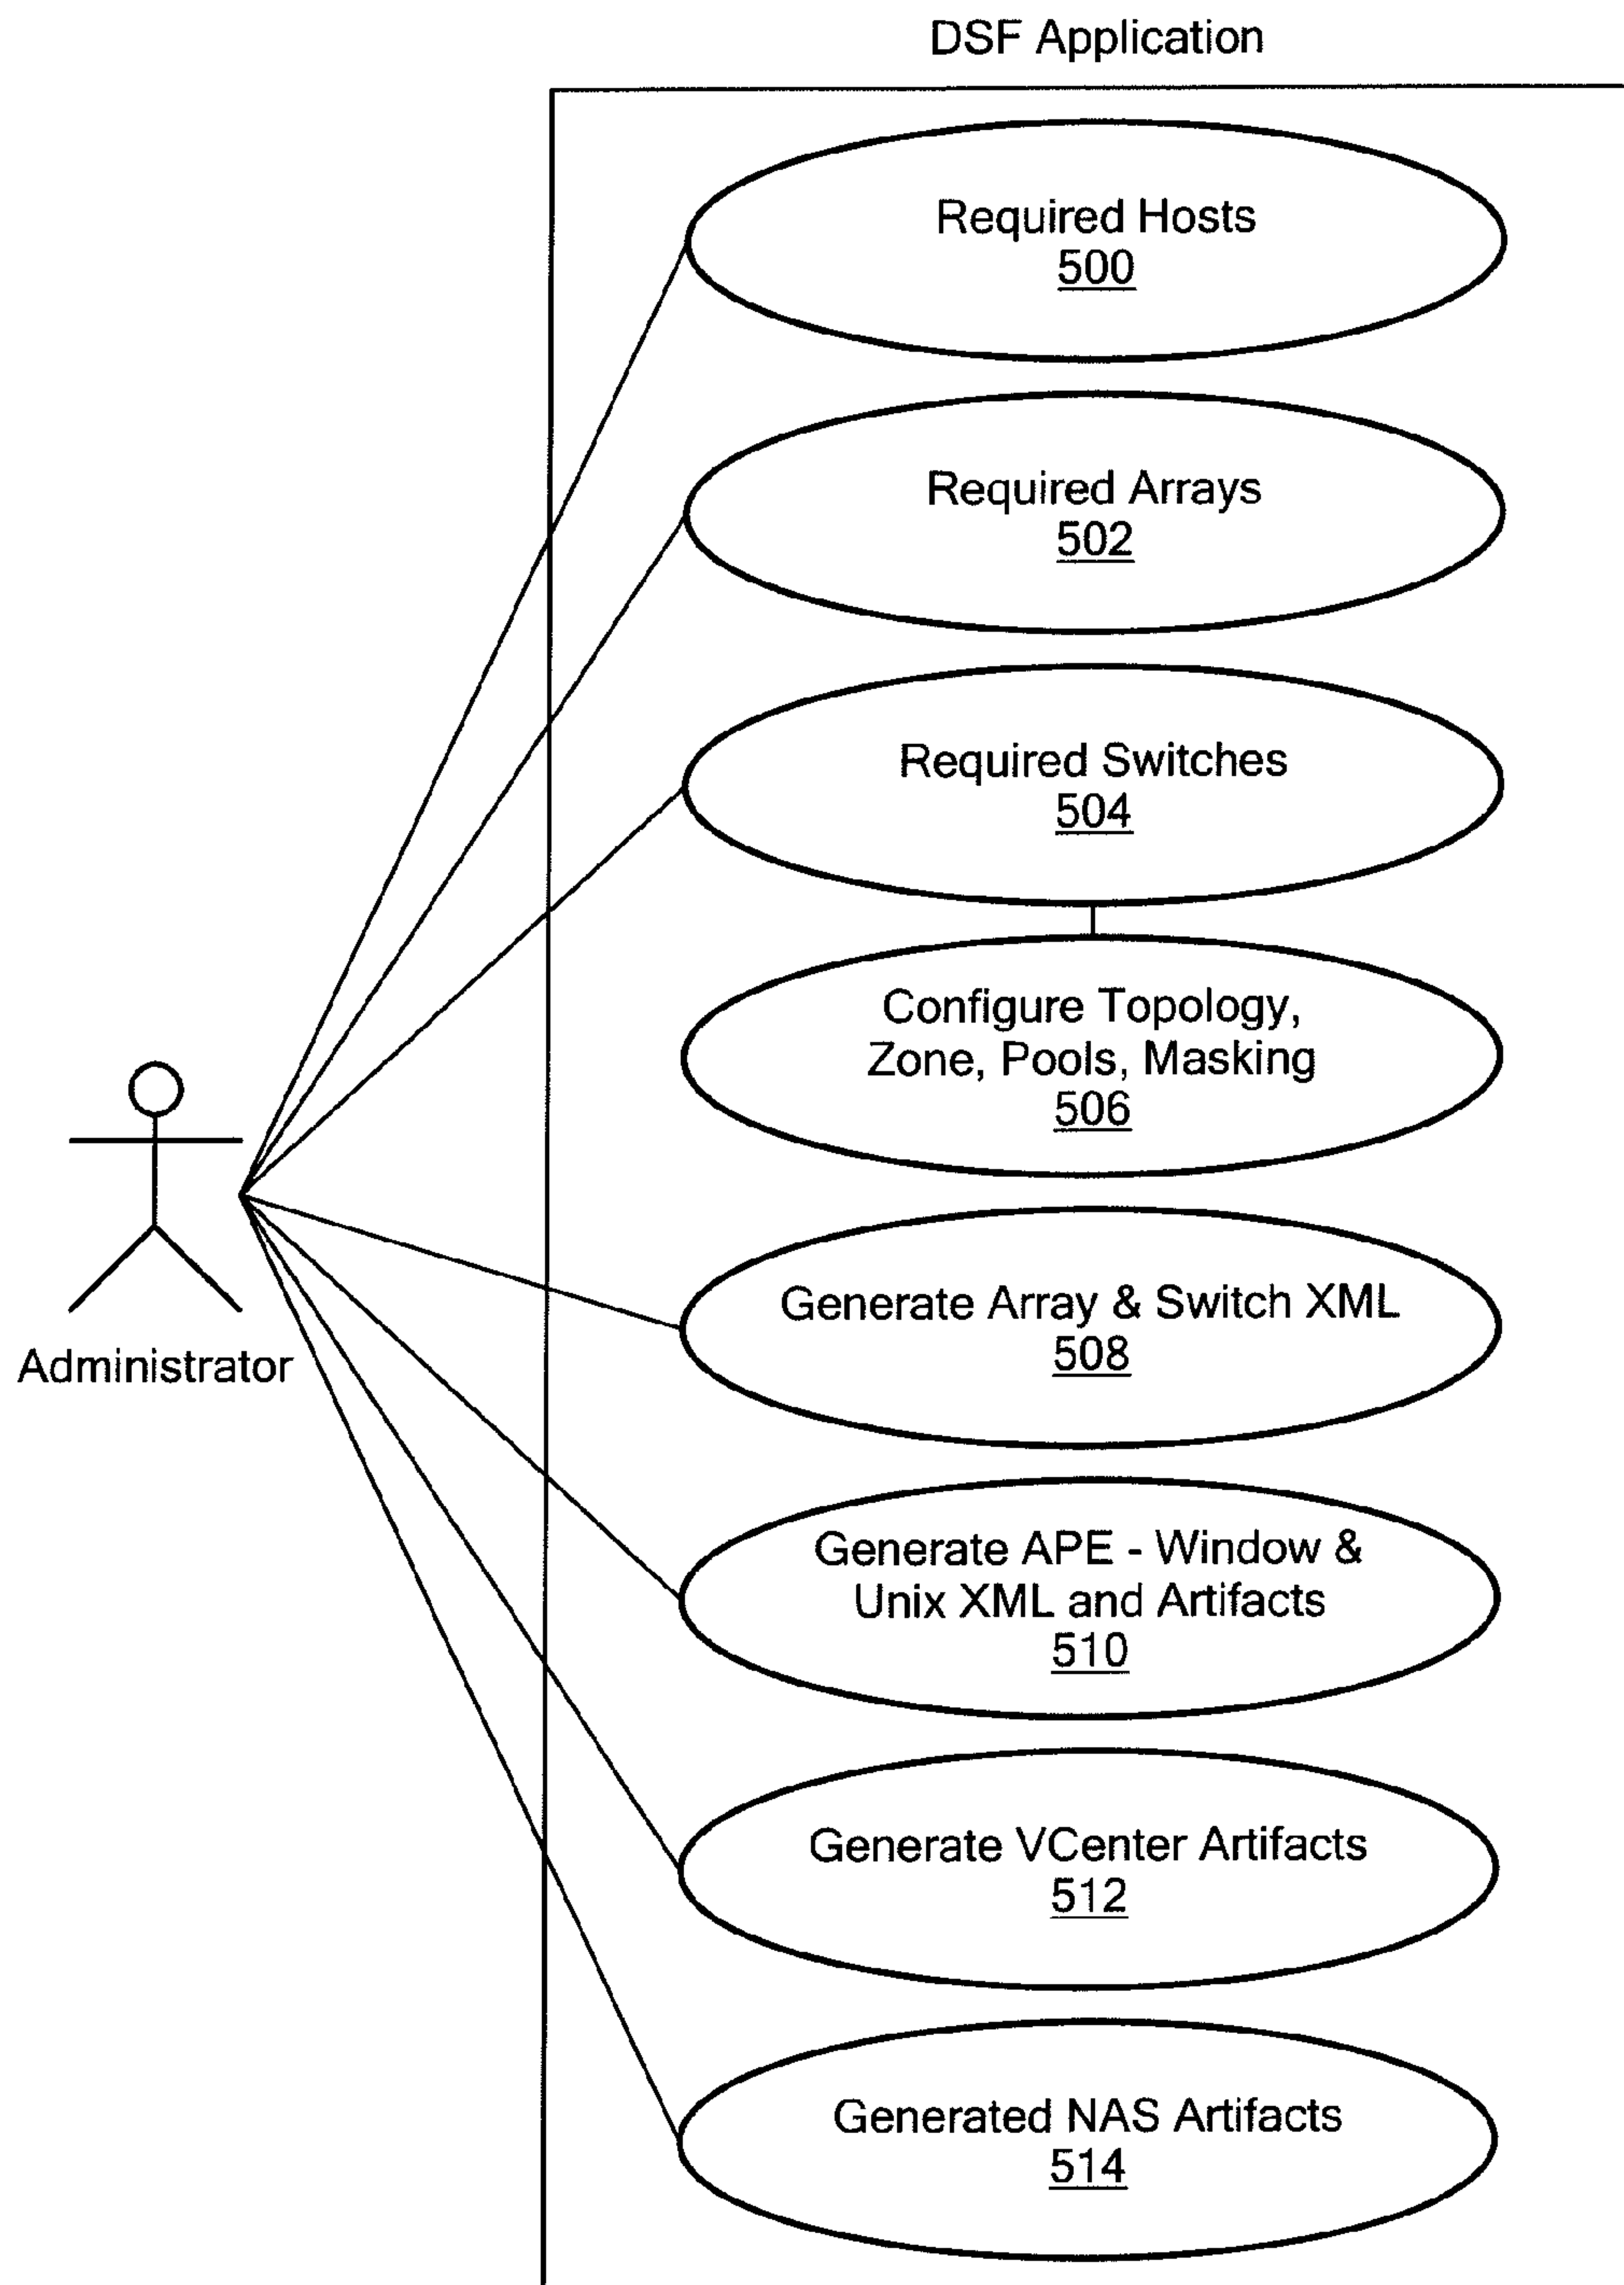 DSF Application
Required Hosts
500
Required Arrays
502
Required Switches
504
Configure Topology,
Zone, Pools, Masking
506
Administrator
Generate Array & Switch XML
508
Generate APE - Window &
Unix XML and Artifacts
510
Generate VCenter Artifacts
512
Generated NAS Artifacts
514